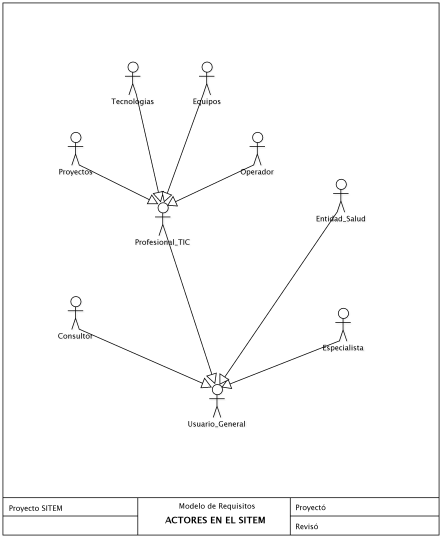 Tecnologias
Equipos
Proyectos
Operador
Entidad_Salud
Profesional_TIC
Consultor
Especialista
Usuario_General
Proyecto SITEM
Modelo de Requisitos
ACTORES EN EL SITEM
Proyectó
Revisó